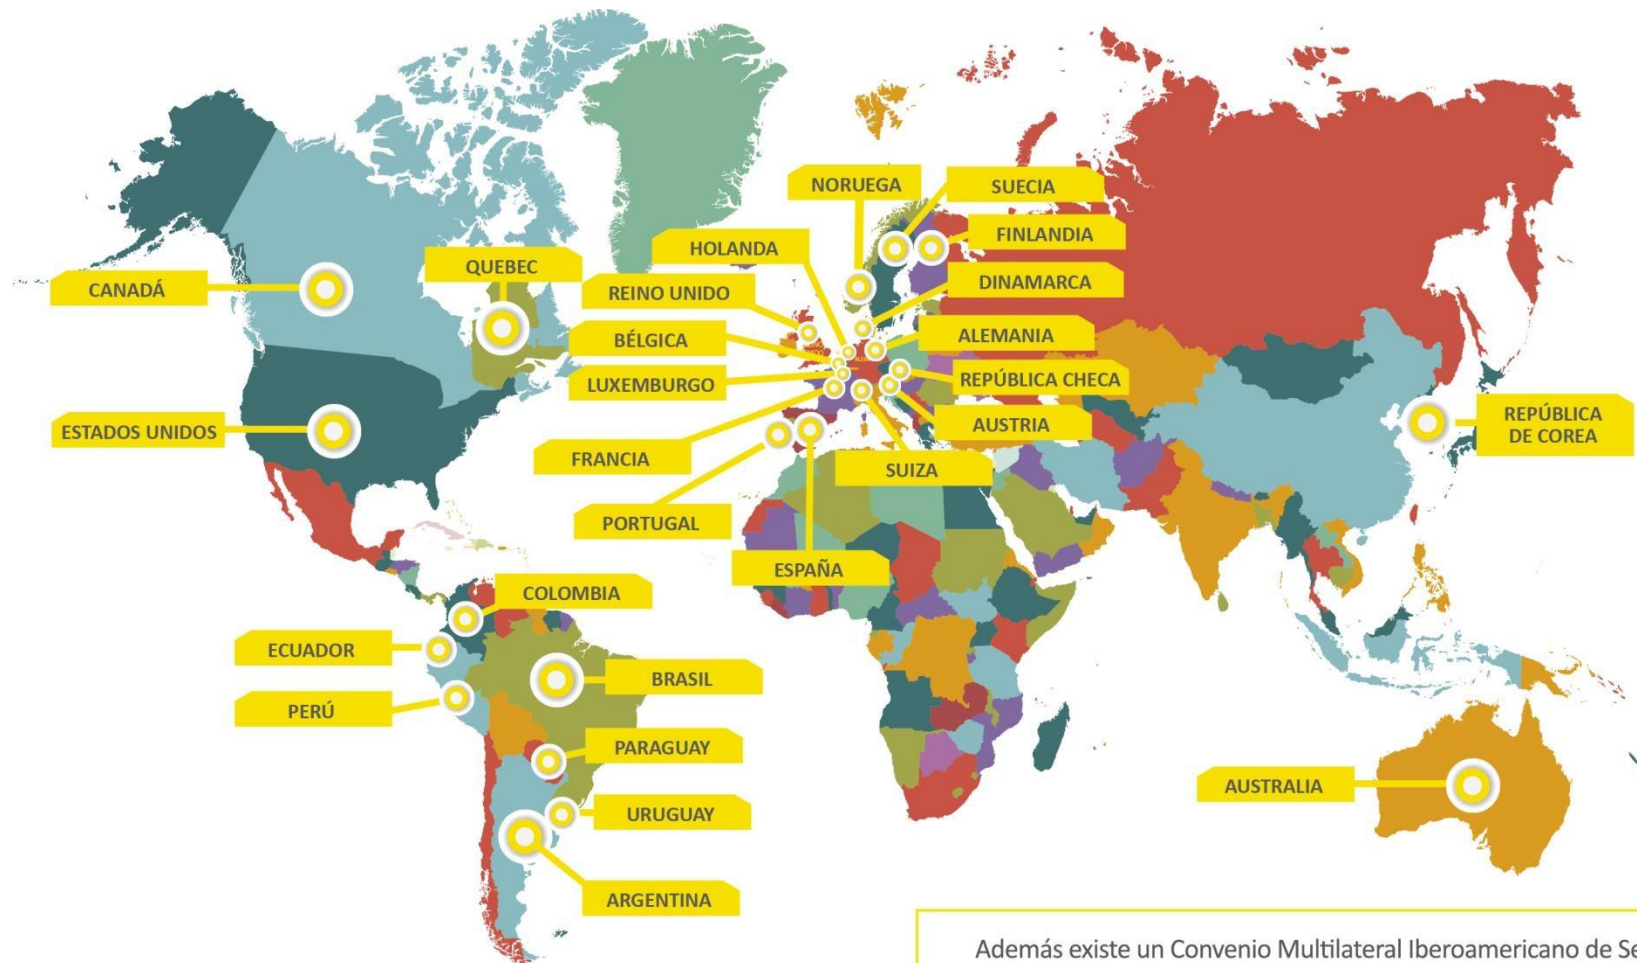 NORUEGA
SUECIA
HOLANDA
FINLANDIA
QUEBEC
CANADÁ
REINO UNIDO
DINAMARCA
BÉLGICA
ALEMANIA
LUXEMBURGO
REPÚBLICA CHECA
ESTADOS UNIDOS
AUSTRIA
REPÚBLICA
DE COREA
FRANCIA
SUIZA
PORTUGAL
ESPAÑA
COLOMBIA
ECUADOR
BRASIL
PERÚ
PARAGUAY
AUSTRALIA
URUGUAY
ARGENTINA
Además existe un Convenio Multilateral Iberoamericano de Se